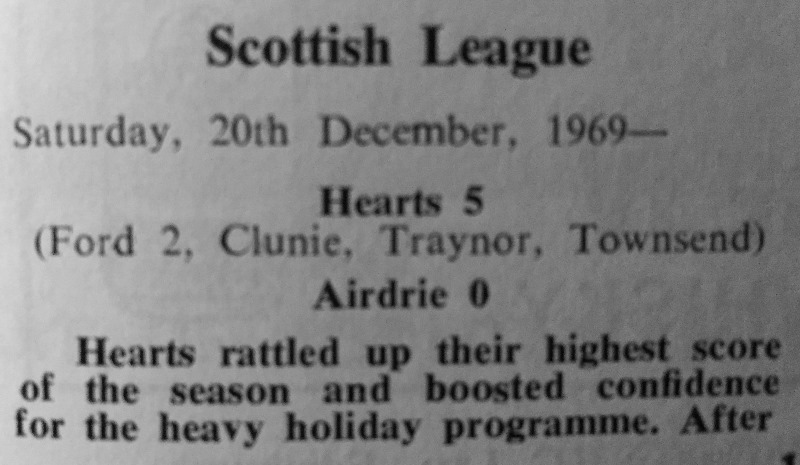 Scottish League
Saturday, 20th December, 1969—
Hearts 5
(Ford 2, Clunie, Traynor, Townsend)
Airdrie 0
Hearts rattled up their highest score
of the season and boosted confidence
for the heavy holiday programme. After